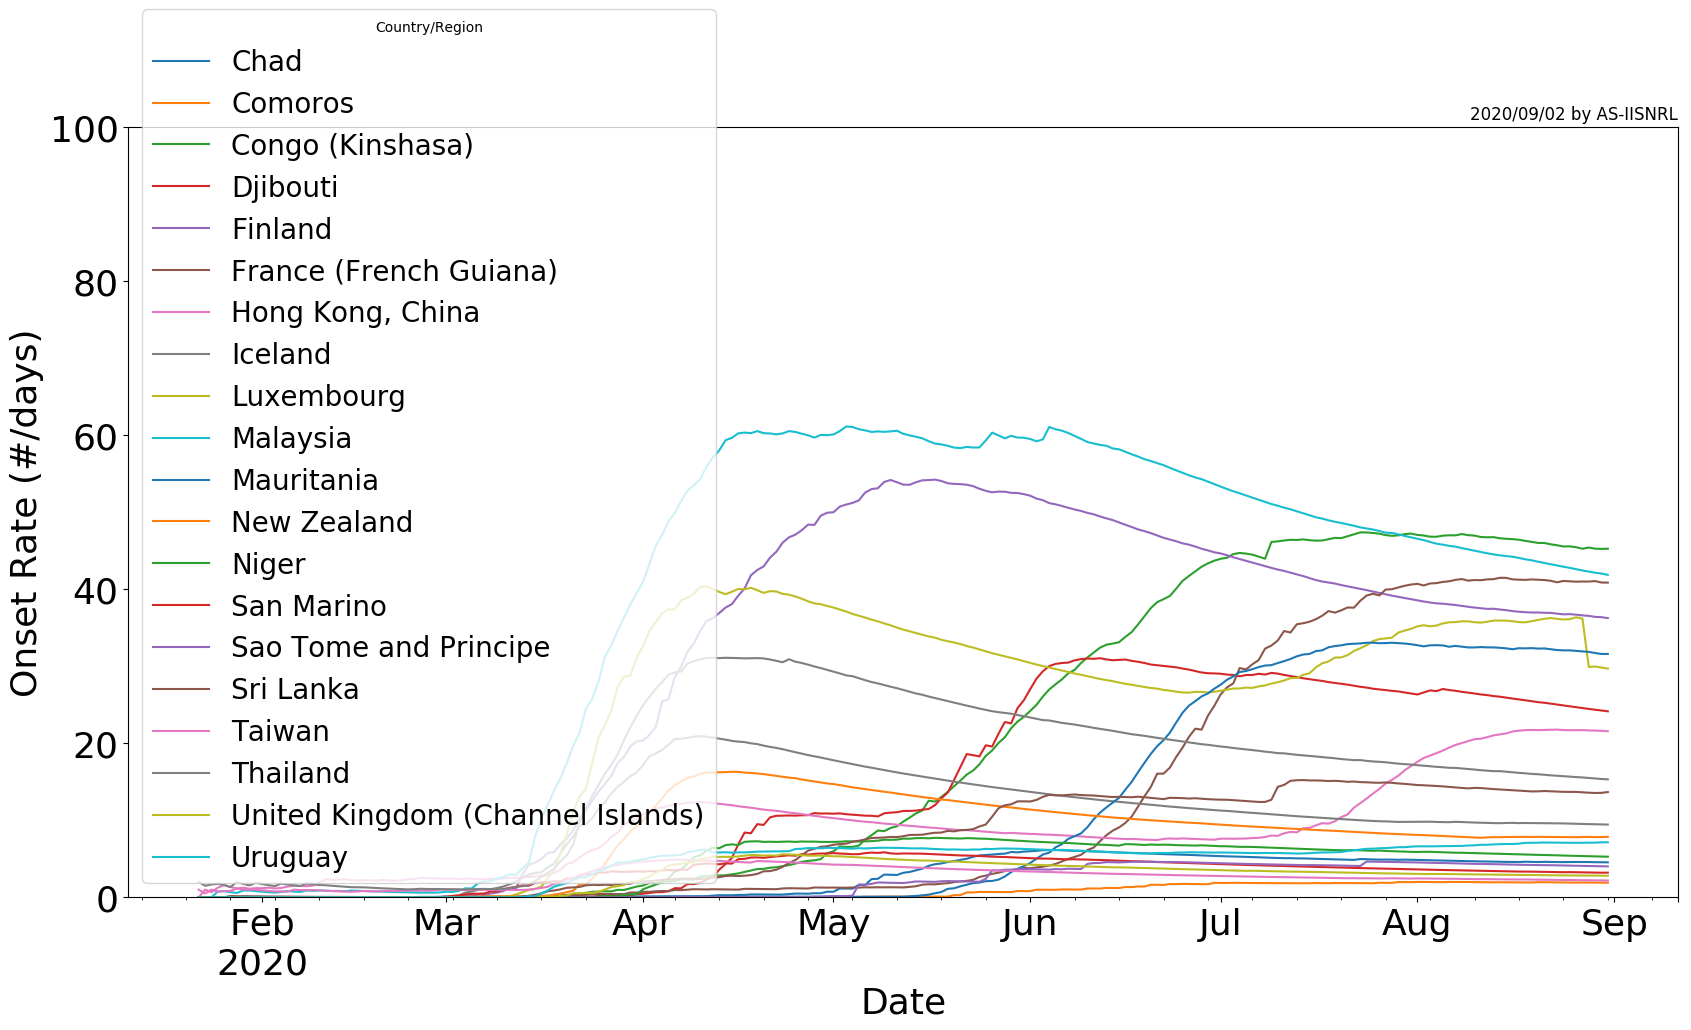 Country/Region
Chad
Comoros
Congo (Kinshasa)
Djibouti
Finland
France (French Guiana)
Hong Kong, China
Iceland
Luxembourg
Malaysia
Mauritania
New Zealand
Niger
San Marino
Sao Tome and Principe
Sri Lanka
Taiwan
Thailand
United Kingdom (Channel Islands)
Uruguay
2020/09/02 by AS-IISNRL
Onset Rate (#/days)
100
80
60
40
20
0
Feb Mar Apr May Jun Jul Aug Sep
2020
Date